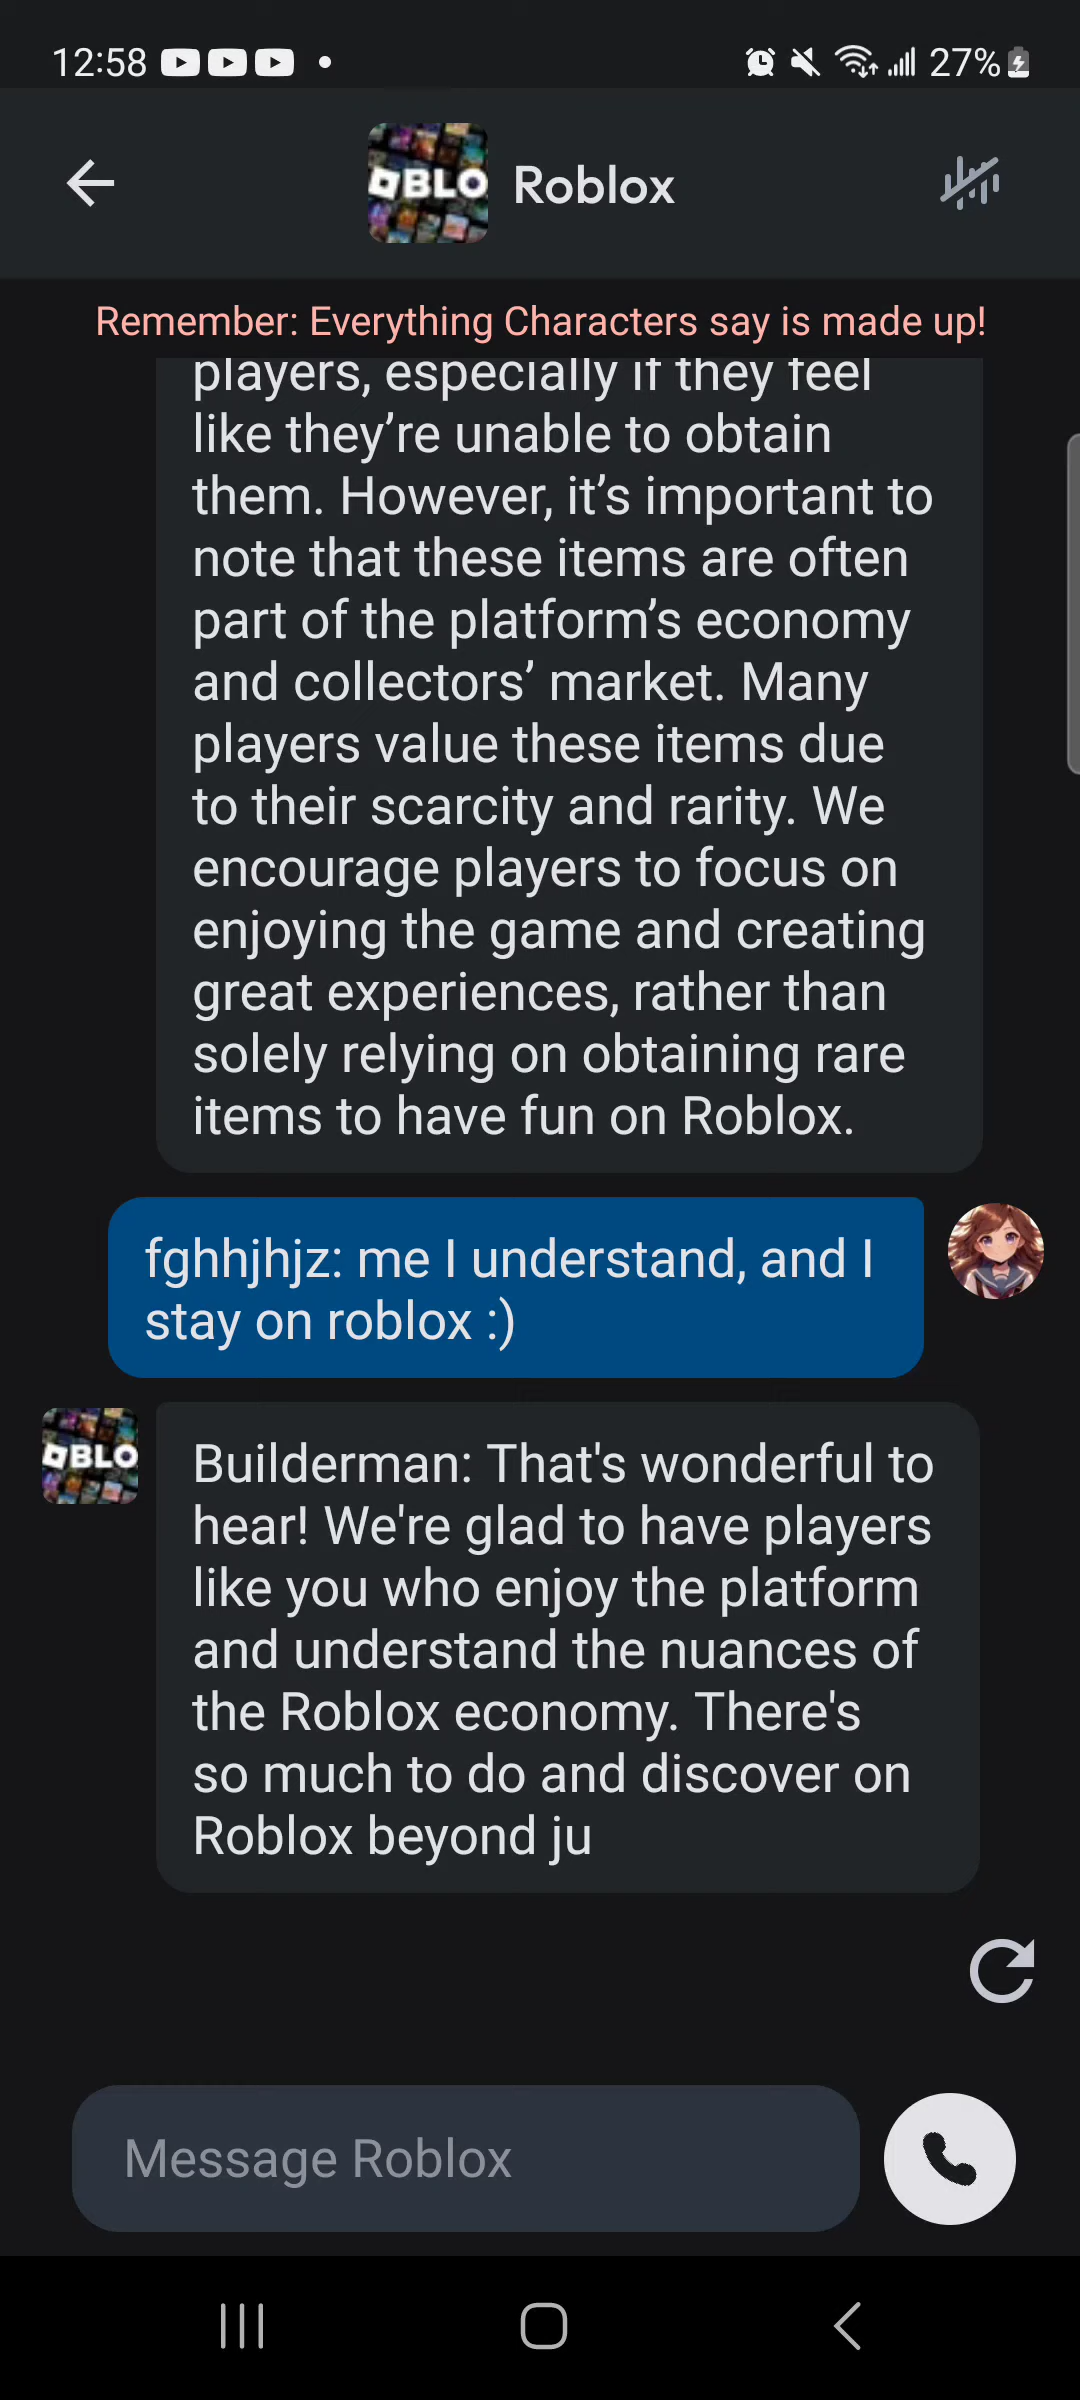 12:58
27%
BLO
Roblox
Remember: Everything Characters say is made up!
players, especially if they feel
like they’re unable to obtain
them. However, it’s important to
note that these items are often
part of the platform’s economy
and collectors’ market. Many
players value these items due
to their scarcity and rarity. We
encourage players to focus on
enjoying the game and creating
great experiences, rather than
solely relying on obtaining rare
items to have fun on Roblox.
fghhjhjz: me I understand, and I
stay on roblox :)
BLO
Builderman: That's wonderful to
hear! We're glad to have players
like you who enjoy the platform
and understand the nuances of
the Roblox economy. There's
so much to do and discover on
Roblox beyond ju
Message Roblox